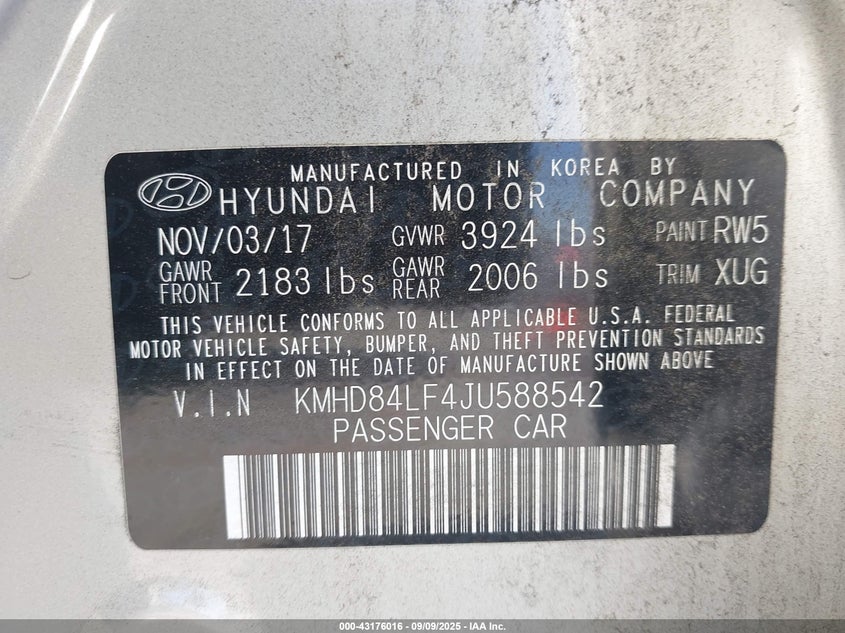 MANUFACTURED IN KOREA BY
HYUNDAI MOTOR COMPANY
NOV/03/17 GVWR 3924 lbs PAINT RW5
GAWR FRONT 2183 lbs GAWR REAR 2006 lbs TRIM XUG
THIS VEHICLE CONFORMS TO ALL APPLICABLE U.S.A. FEDERAL
MOTOR VEHICLE SAFETY, BUMPER, AND THEFT PREVENTION STANDARDS
IN EFFECT ON THE DATE OF MANUFACTURE SHOWN ABOVE
V.I.N KMHD84LF4JU588542
PASSENGER CAR
000-43176016 - 09/09/2025 - IAA Inc.